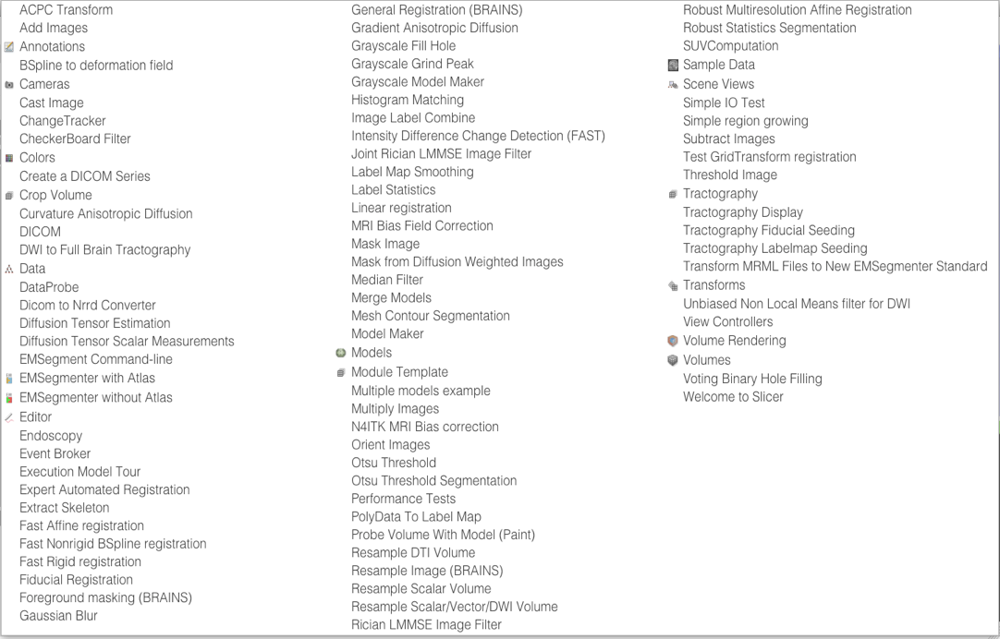 ACPC Transform
Add Images
Annotations
BSpline to deformation field
Cameras
Cast Image
ChangeTracker
CheckerBoard Filter
Colors
Create a DICOM Series
Crop Volume
Curvature Anisotropic Diffusion
DICOM
DWI to Full Brain Tractography
Data
DataProbe
Dicom to Nrrd Converter
Diffusion Tensor Estimation
Diffusion Tensor Scalar Measurements
EMSegment Command-line
EMSegmenter with Atlas
EMSegmenter without Atlas
Editor
Endoscopy
Event Broker
Execution Model Tour
Expert Automated Registration
Extract Skeleton
Fast Affine registration
Fast Nonrigid BSpline registration
Fast Rigid registration
Fiducial Registration
Foreground masking (BRAINS)
Gaussian Blur
General Registration (BRAINS)
Gradient Anisotropic Diffusion
Grayscale Fill Hole
Grayscale Grind Peak
Grayscale Model Maker
Histogram Matching
Image Label Combine
Intensity Difference Change Detection (FAST)
Joint Rician LMMSE Image Filter
Label Map Smoothing
Label Statistics
Linear registration
MRI Bias Field Correction
Mask Image
Mask from Diffusion Weighted Images
Median Filter
Merge Models
Mesh Contour Segmentation
Model Maker
Models
Module Template
Multiple models example
Multiply Images
N4ITK MRI Bias correction
Orient Images
Otsu Threshold
Otsu Threshold Segmentation
Performance Tests
PolyData To Label Map
Probe Volume With Model (Paint)
Resample DTI Volume
Resample Image (BRAINS)
Resample Scalar Volume
Resample Scalar/Vector/DWI Volume
Rician LMMSE Image Filter
Robust Multiresolution Affine Registration
Robust Statistics Segmentation
SUVComputation
Sample Data
Scene Views
Simple IO Test
Simple region growing
Subtract Images
Test GridTransform registration
Threshold Image
Tractography
Tractography Display
Tractography Fiducial Seeding
Tractography Labelmap Seeding
Transform MRML Files to New EMSegmenter Standard
Transforms
Unbiased Non Local Means filter for DWI
View Controllers
Volume Rendering
Volumes
Voting Binary Hole Filling
Welcome to Slicer